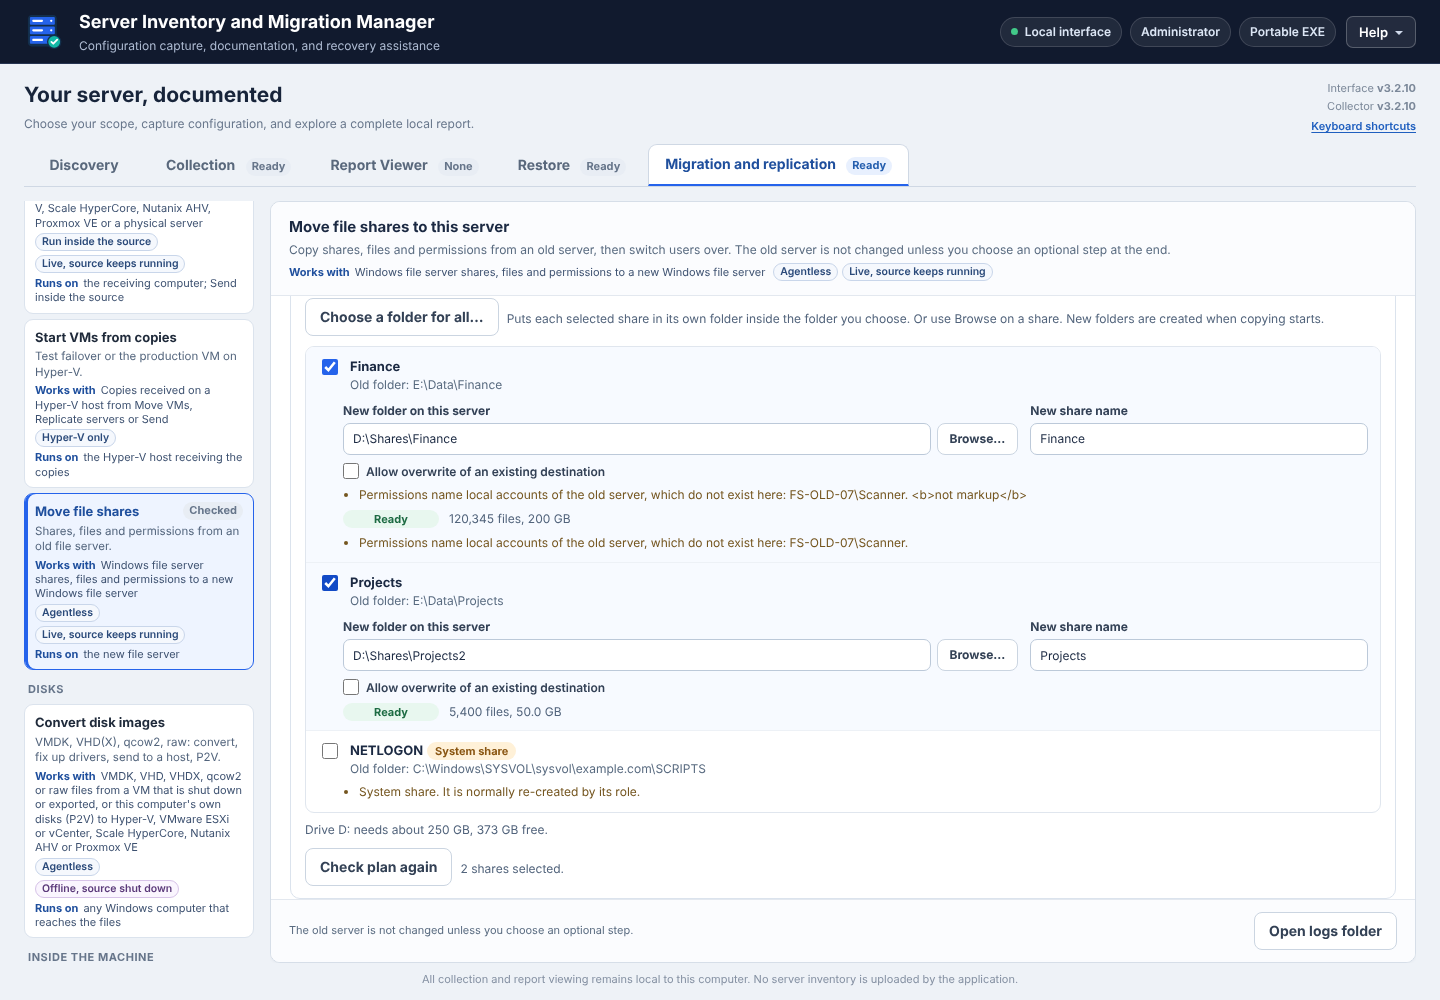 Server Inventory and Migration Manager
Configuration capture, documentation, and recovery assistance
Local interface
Administrator
Portable EXE
Help
Your server, documented
Choose your scope, capture configuration, and explore a complete local report.
Interface v3.2.10
Collector v3.2.10
Keyboard shortcuts
Discovery
Collection Ready
Report Viewer None
Restore Ready
Migration and replication Ready
V, Scale HyperCore, Nutanix AHV,
Proxmox VE or a physical server
Run inside the source
Live, source keeps running
Runs on the receiving computer; Send
inside the source
Start VMs from copies
Test failover or the production VM on
Hyper-V.
Works with Copies received on a
Hyper-V host from Move VMs,
Replicate servers or Send
Hyper-V only
Runs on the Hyper-V host receiving the
copies
Move file shares Checked
Shares, files and permissions from an
old file server.
Works with Windows file server
shares, files and permissions to a new
Windows file server
Agentless
Live, source keeps running
Runs on the new file server
DISKS
Convert disk images
VMDK, VHD(X), qcow2, raw: convert,
fix up drivers, send to a host, P2V.
Works with VMDK, VHD, VHDX, qcow2
or raw files from a VM that is shut down
or exported, or this computer's own
disks (P2V) to Hyper-V, VMware ESXi
or vCenter, Scale HyperCore, Nutanix
AHV or Proxmox VE
Agentless
Offline, source shut down
Runs on any Windows computer that
reaches the files
INSIDE THE MACHINE
Move file shares to this server
Copy shares, files and permissions from an old server, then switch users over. The old server is not changed unless you choose an optional step at the end.
Works with Windows file server shares, files and permissions to a new Windows file server Agentless Live, source keeps running
Choose a folder for all... Puts each selected share in its own folder inside the folder you choose. Or use Browse on a share. New folders are created when copying starts.
Finance
Old folder: E:\Data\Finance
New folder on this server New share name
D:\Shares\Finance Browse... Finance
Allow overwrite of an existing destination
• Permissions name local accounts of the old server, which do not exist here: FS-OLD-07\Scanner. <b>not markup</b>
Ready 120,345 files, 200 GB
• Permissions name local accounts of the old server, which do not exist here: FS-OLD-07\Scanner.
Projects
Old folder: E:\Data\Projects
New folder on this server New share name
D:\Shares\Projects2 Browse... Projects
Allow overwrite of an existing destination
Ready 5,400 files, 50.0 GB
NETLOGON System share
Old folder: C:\Windows\SYSVOL\sysvol\example.com\SCRIPTS
• System share. It is normally re-created by its role.
Drive D: needs about 250 GB, 373 GB free.
Check plan again 2 shares selected.
The old server is not changed unless you choose an optional step.
Open logs folder
All collection and report viewing remains local to this computer. No server inventory is uploaded by the application.